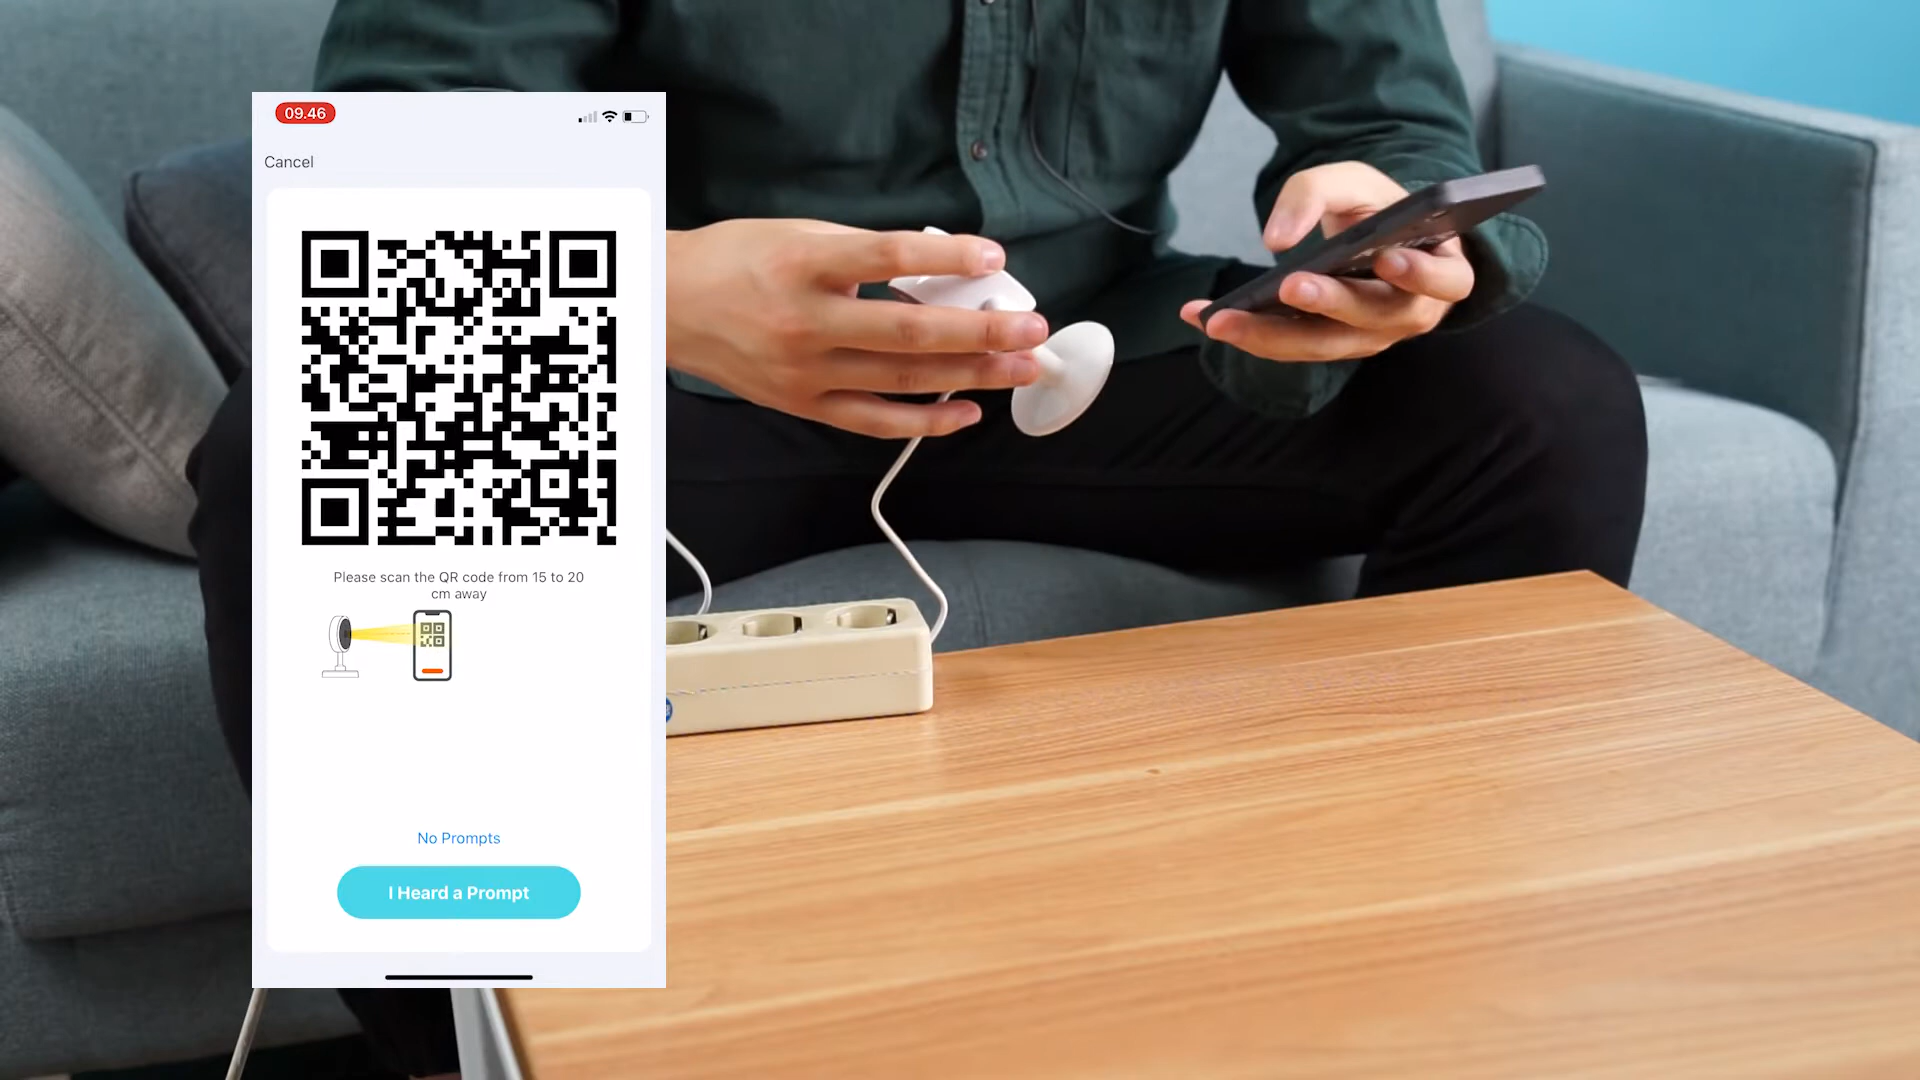 09.46
Cancel
Please scan the QR code from 15 to 20
cm away
No Prompts
I Heard a Prompt